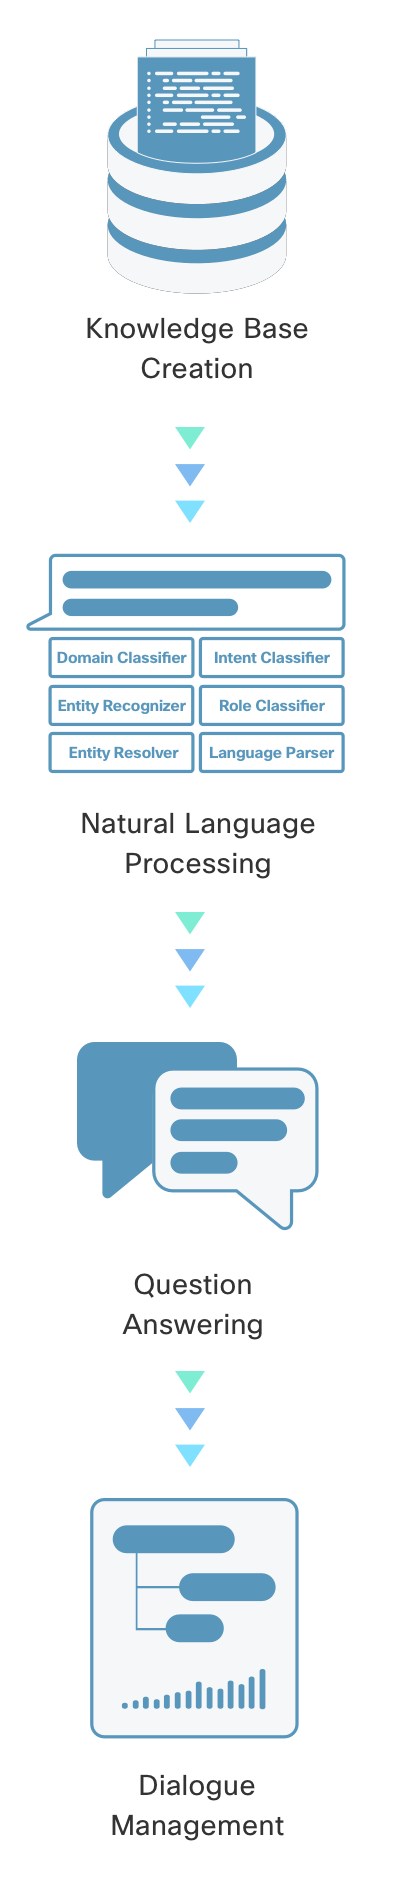 Knowledge Base
Creation
Domain Classifier
Intent Classifier
Entity Recognizer
Role Classifier
Entity Resolver
Language Parser
Natural Language
Processing
Question
Answering
Dialogue
Management